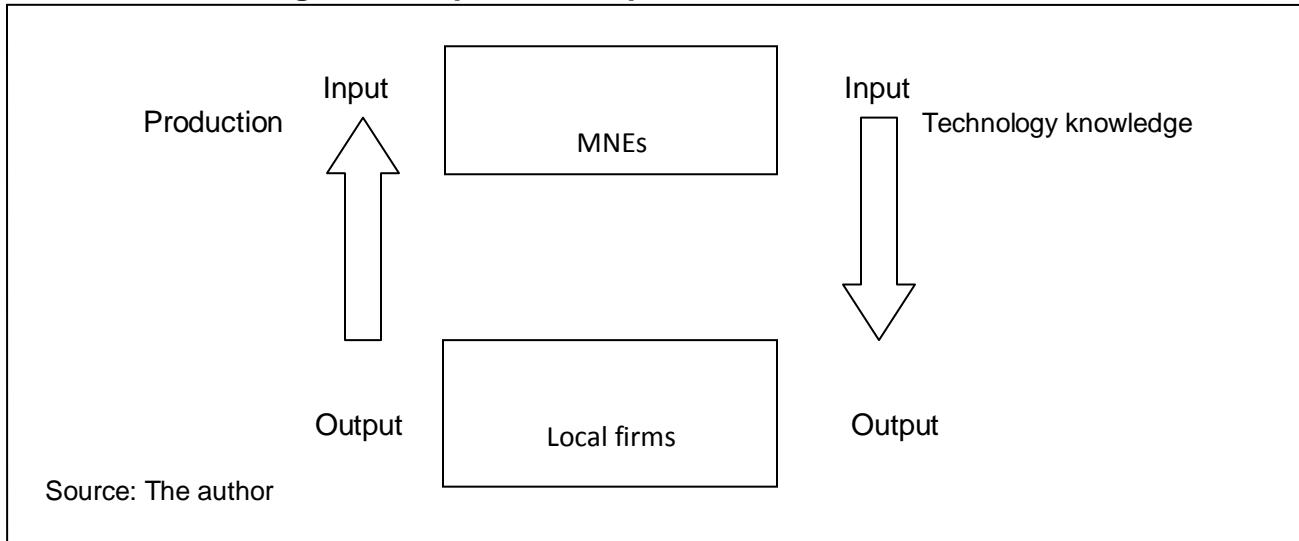 Input
Input
Production
Technology knowledge
MNEs
Output
Local firms
Output
Source: The author